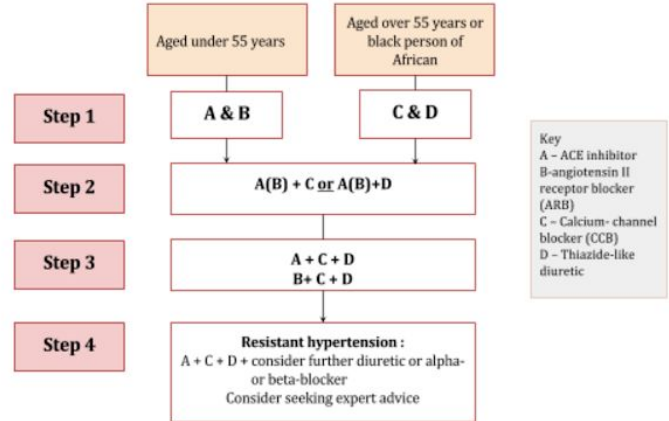 Aged under 55 years
Aged over 55 years or
black person of
African
Step 1
A & B
C & D
Step 2
A(B) + C or A(B)+D
Step 3
A + C + D
B+ C + D
Step 4
Resistant hypertension :
A + C + D + consider further diuretic or alpha-
or beta-blocker
Consider seeking expert advice
Key
A – ACE inhibitor
B-angiotensin II
receptor blocker
(ARB)
C – Calcium- channel
blocker (CCB)
D – Thiazide-like
diuretic